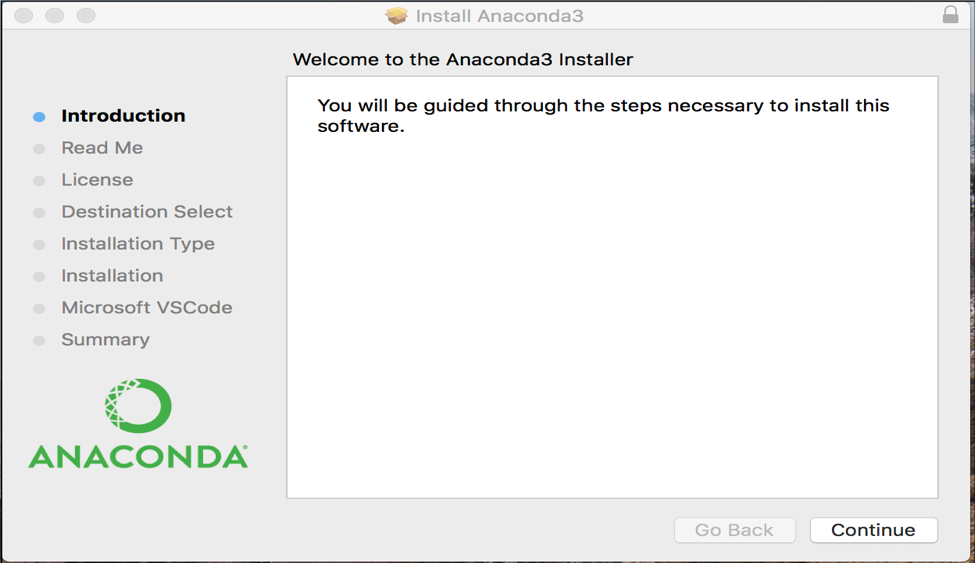 Install Anaconda3
Welcome to the Anaconda3 Installer
Introduction
Read Me
License
Destination Select
Installation Type
Installation
Microsoft VSCode
Summary
ANACONDA
You will be guided through the steps necessary to install this
software.
Go Back
Continue